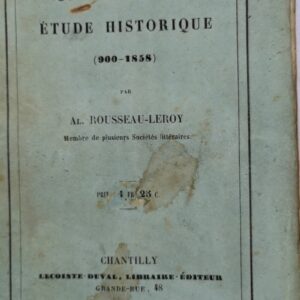 ÉTUDE HISTORIQUE
(900-1858)
PAR
AL. ROUSSEAU-LEROY
Membre de plusieurs Sociétés littéraires.
PRIX 1 FR 25 C.
CHANTILLY
LECOISTE-DUVAL, LIBRAIRE-ÉDITEUR
GRANDE-RUE, 48